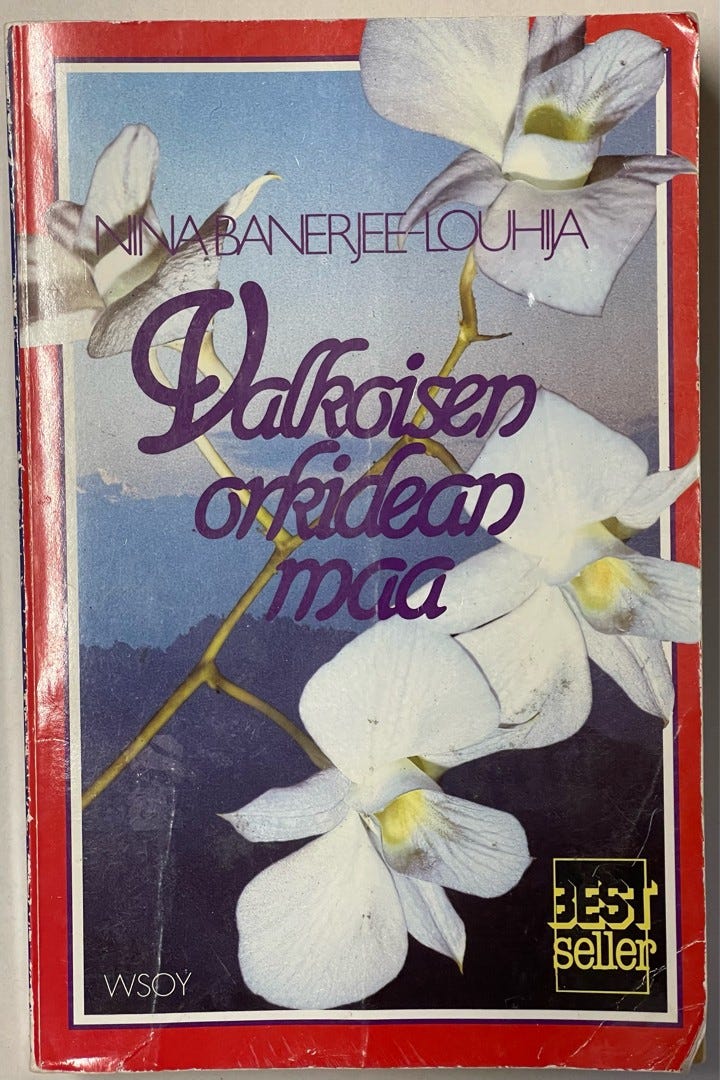 NINA BANERJEE-LOUHIJA
Valkoisen
orkidean
maa
BEST
seller
WSOY